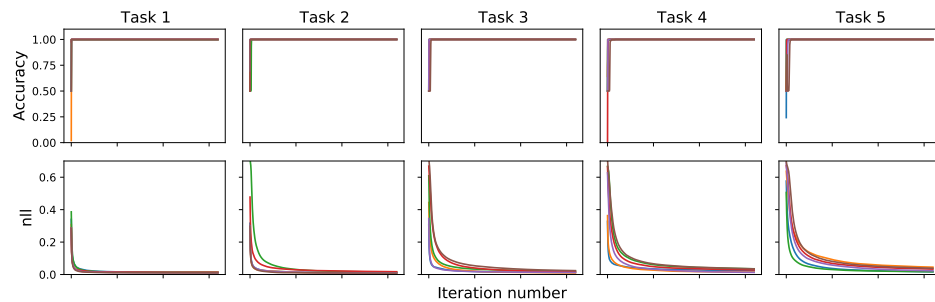 Task 1 Task 2 Task 3 Task 4 Task 5
1.00
0.75
0.50
0.25
0.00
Accuracy
0.6
0.4
0.2
0.0
nll
Iteration number